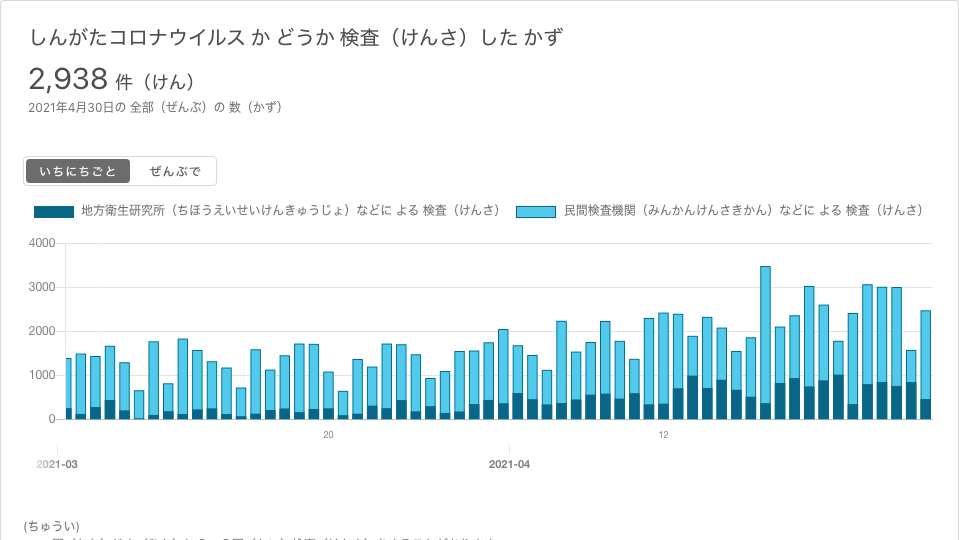 しんがたコロナウイルス か どうか 検査（けんさ）した かず
2,938 件（けん）
2021年4月30日の 全部（ぜんぶ）の 数（かず）
いちにちごと ぜんぶで
地方衛生研究所（ちほうえいせいけんきゅうじょ）などに よる 検査（けんさ） 民間検査機関（みんかんけんさきかん）などに よる 検査（けんさ）
4000
3000
2000
1000
0
20 12
2021-03 2021-04
(ちゅうい)